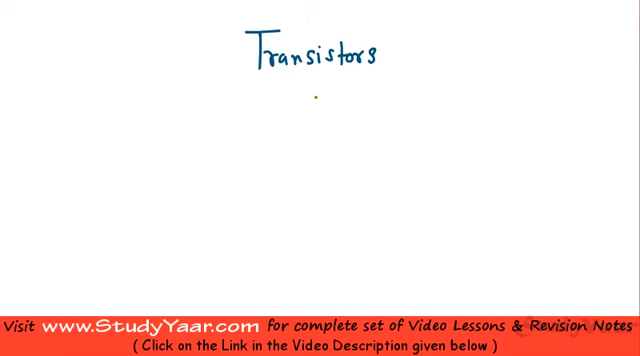 Transistors
Visit www.StudyYaar.com for complete set of Video Lessons & Revision Notes
( Click on the Link in the Video Description given below )